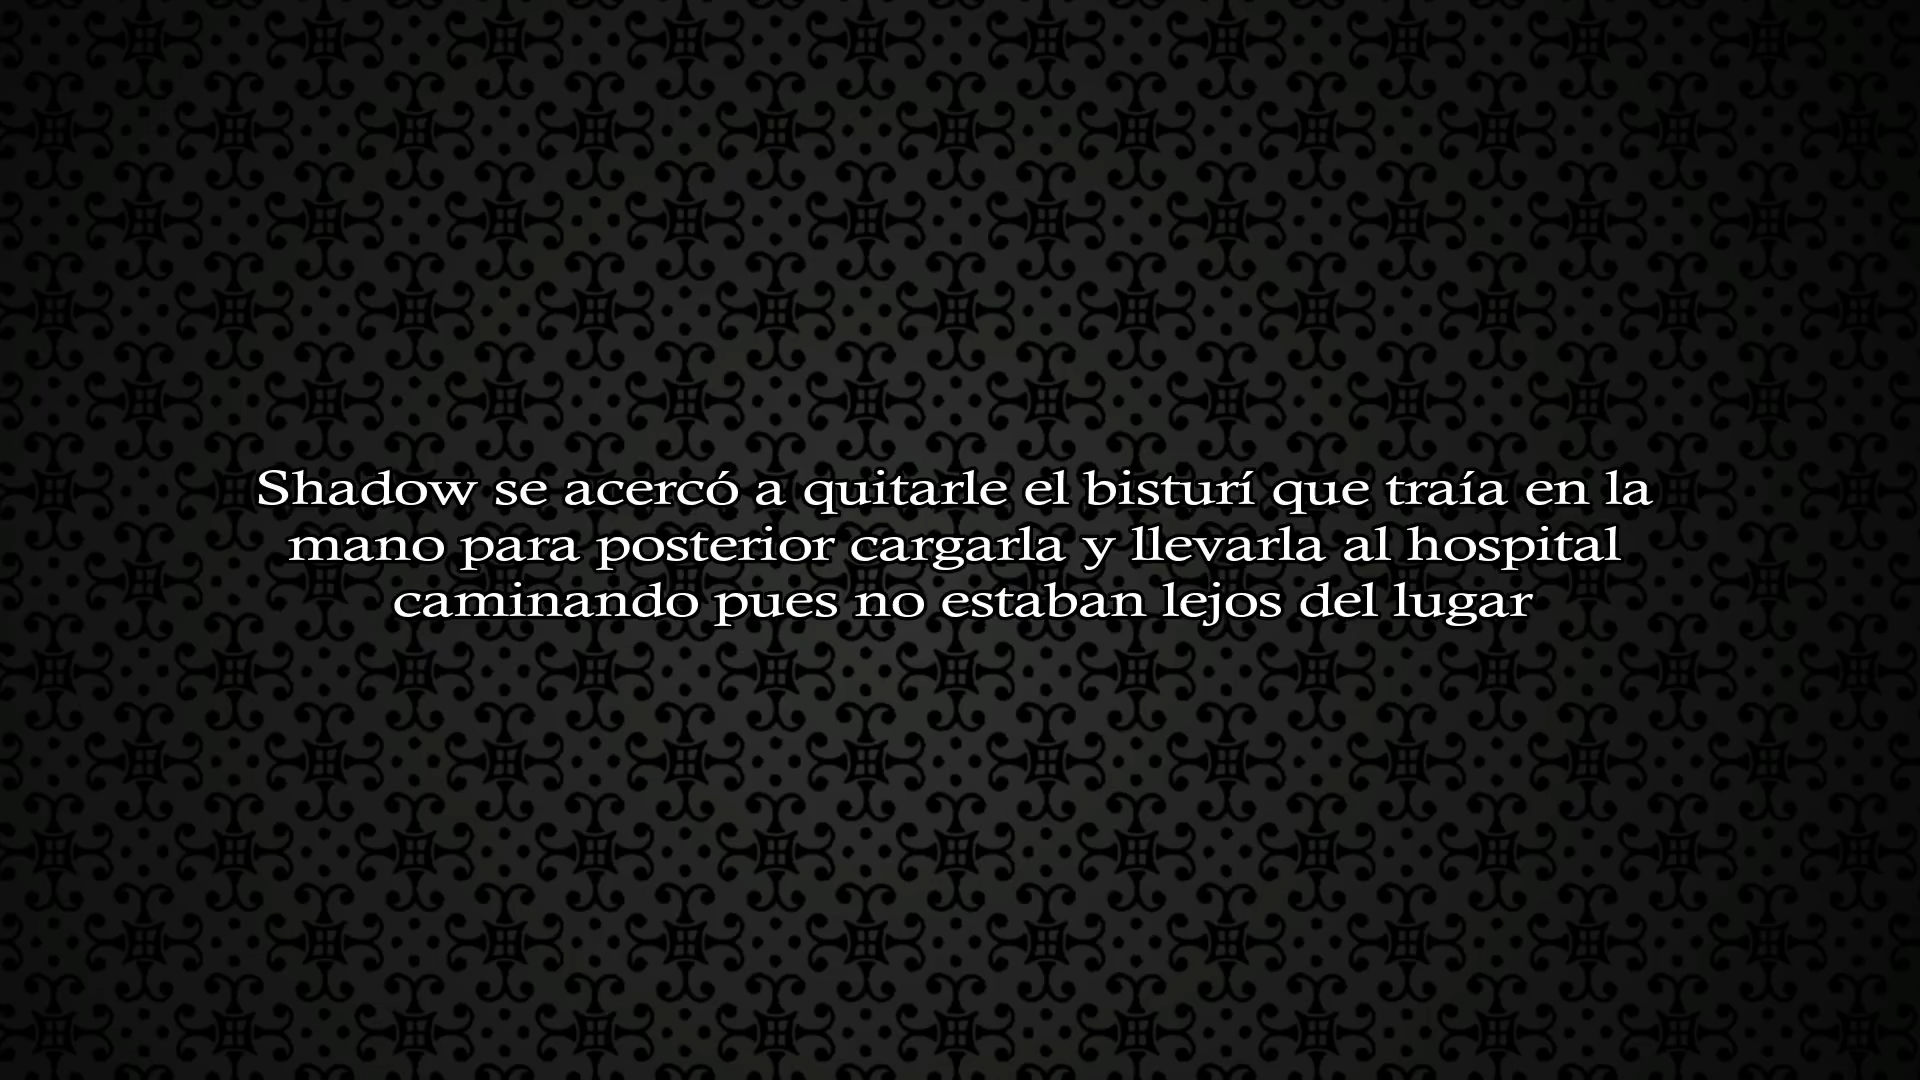 Shadow se acercó a quitarle el bisturí que traía en la
mano para posterior cargarla y llevarla al hospital
caminando pues no estaban lejos del lugar